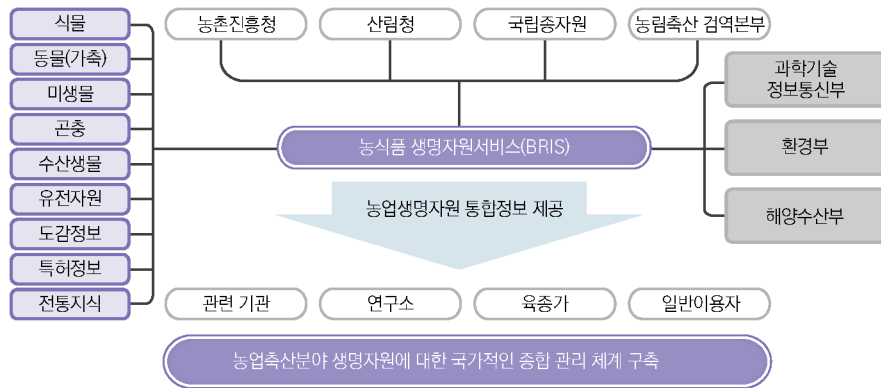 식물
동물(가축)
미생물
곤충
수산생물
유전자원
도감정보
특허정보
전통지식
농촌진흥청
산림청
국립종자원
농림축산 검역본부
농식품 생명자원서비스(BRIS)
과학기술
정보통신부
환경부
해양수산부
농업생명자원 통합정보 제공
관련 기관
연구소
육종가
일반이용자
농업축산분야 생명자원에 대한 국가적인 종합 관리 체계 구축